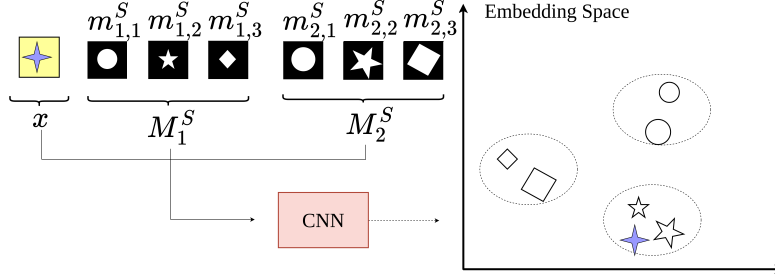 m^S_{1,1} m^S_{1,2} m^S_{1,3} m^S_{2,1} m^S_{2,2} m^S_{2,3}
Embedding Space
x M^S_1 M^S_2
CNN